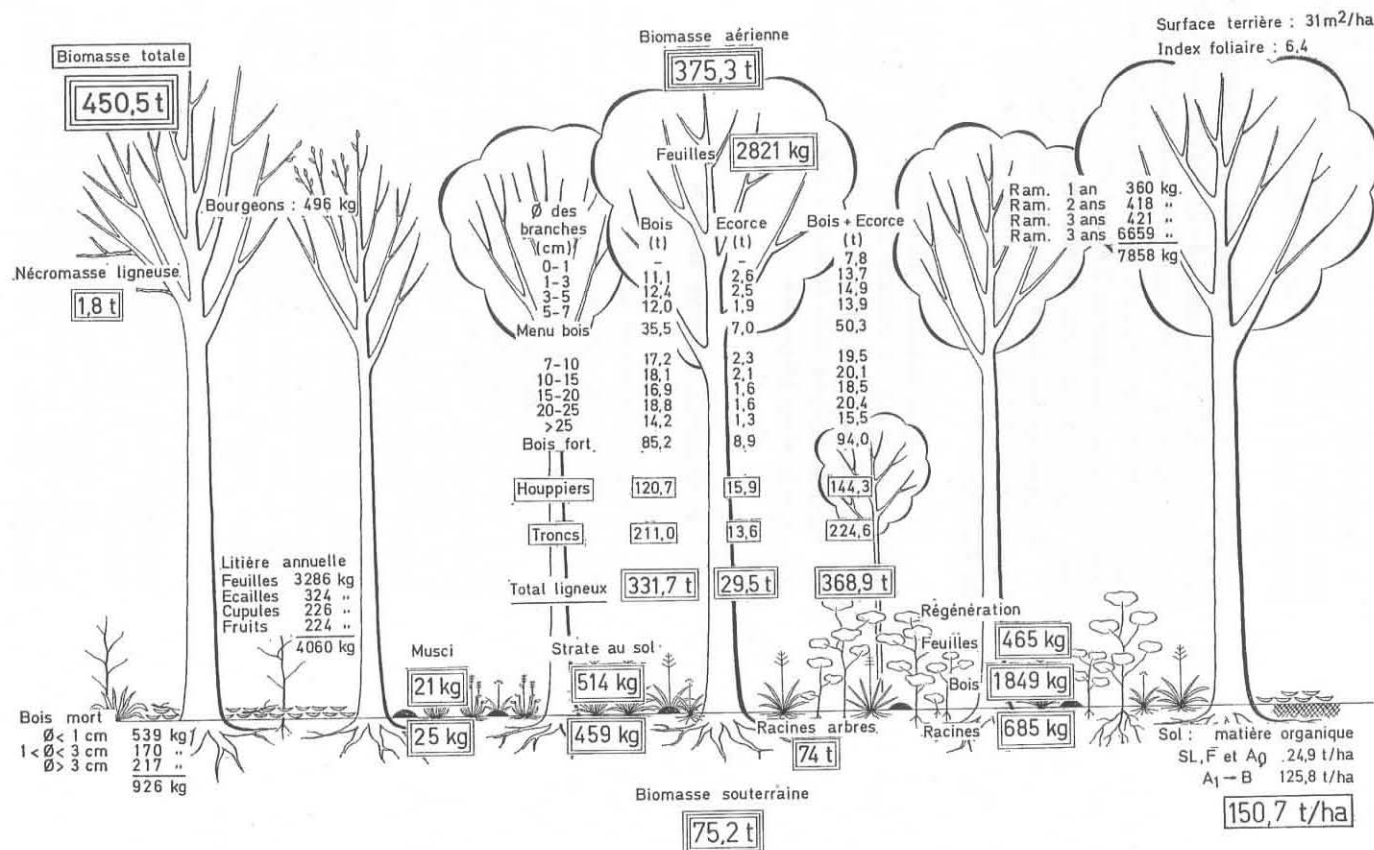 Surface terrière : 31 m²/ha
Index foliaire : 6,4
Biomasse totale
450,5 t
Biomasse aérienne
375,3 t
Feuilles 2821 kg
Bourgeons : 496 kg
Ram. 1 an 360 kg.
Ram. 2 ans 418 "
Ram. 3 ans 421 "
Ram. 3 ans 6659 "
7858 kg
Nécromasse ligneuse
1,8 t
Ø des branches (cm) Bois (t) Ecorce (t) Bois + Ecorce (t)
0-1 - - 7,8
1-3 11,1 2,6 13,7
3-5 12,4 2,5 14,9
5-7 12,0 1,9 13,9
Menu bois 35,5 7,0 50,3
7-10 17,2 2,3 19,5
10-15 18,1 2,1 20,1
15-20 16,9 1,6 18,5
20-25 18,8 1,6 20,4
>25 14,2 1,3 15,5
Bois fort 85,2 8,9 94,0
Houppiers 120,7 15,9 144,3
Troncs 211,0 13,6 224,6
Total ligneux 331,7 t 29,5 t 368,9 t
Litière annuelle
Feuilles 3286 kg
Ecailles 324 "
Cupules 226 "
Fruits 224 "
4060 kg
Musci
21 kg
25 kg
Strate au sol
514 kg
459 kg
Régénération
Feuilles 465 kg
Bois 1849 kg
Racines 685 kg
Racines arbres
74 t
Bois mort
Ø< 1 cm 539 kg
1 <Ø< 3 cm 170 "
Ø> 3 cm 217 "
926 kg
Sol : matière organique
SL, F et A0 24,9 t/ha
A1 – B 125,8 t/ha
150,7 t/ha
Biomasse souterraine
75,2 t